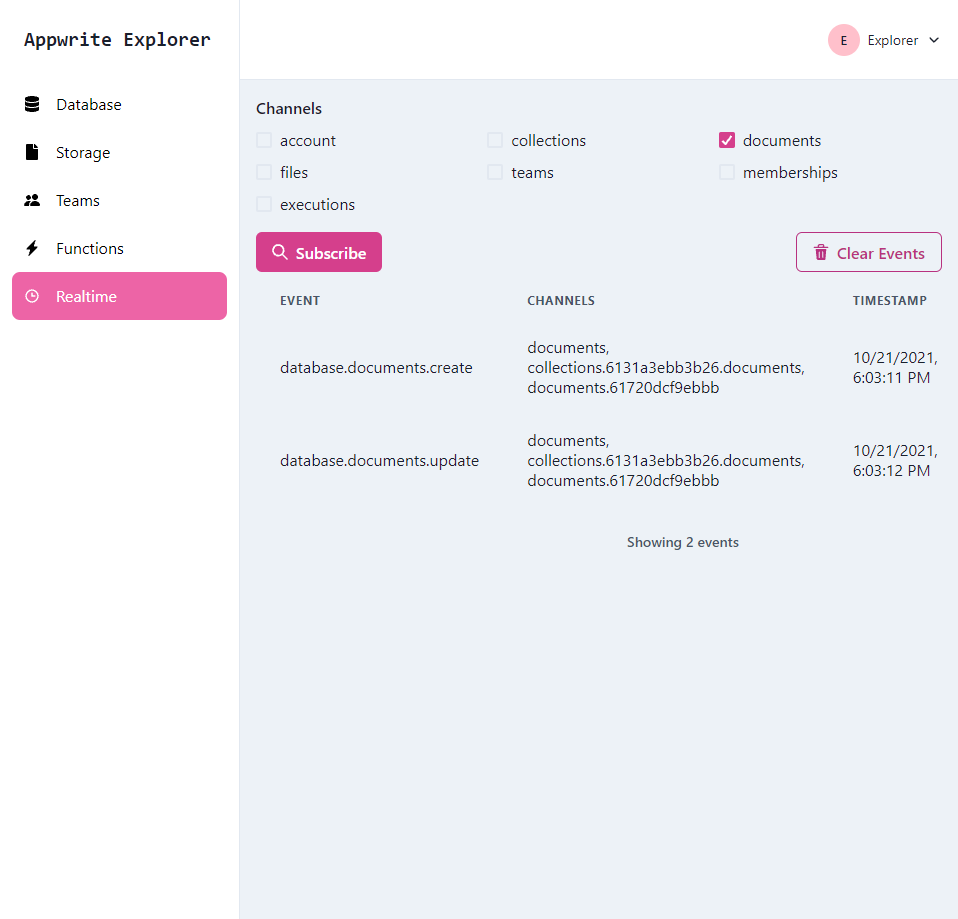 Appwrite Explorer
E
Explorer
Database
Storage
Teams
Functions
Realtime
Channels
account
collections
documents
files
teams
memberships
executions
Subscribe
Clear Events
EVENT
CHANNELS
TIMESTAMP
database.documents.create
documents,
collections.6131a3ebb3b26.documents,
documents.61720dcf9ebbb
10/21/2021,
6:03:11 PM
database.documents.update
documents,
collections.6131a3ebb3b26.documents,
documents.61720dcf9ebbb
10/21/2021,
6:03:12 PM
Showing 2 events